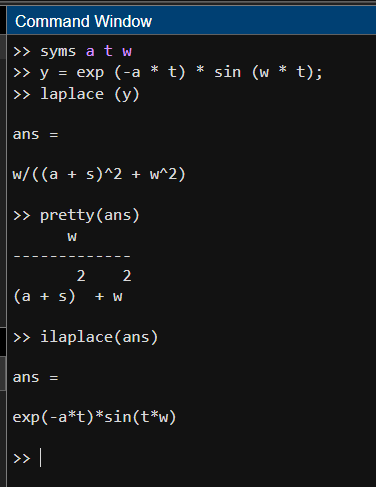 Command Window
>> syms a t w
>> y = exp (-a * t) * sin (w * t);
>> laplace (y)
ans =
w/((a + s)^2 + w^2)
>> pretty(ans)
w
-------------
2    2
(a + s)  + w
>> ilaplace(ans)
ans =
exp(-a*t)*sin(t*w)
>>